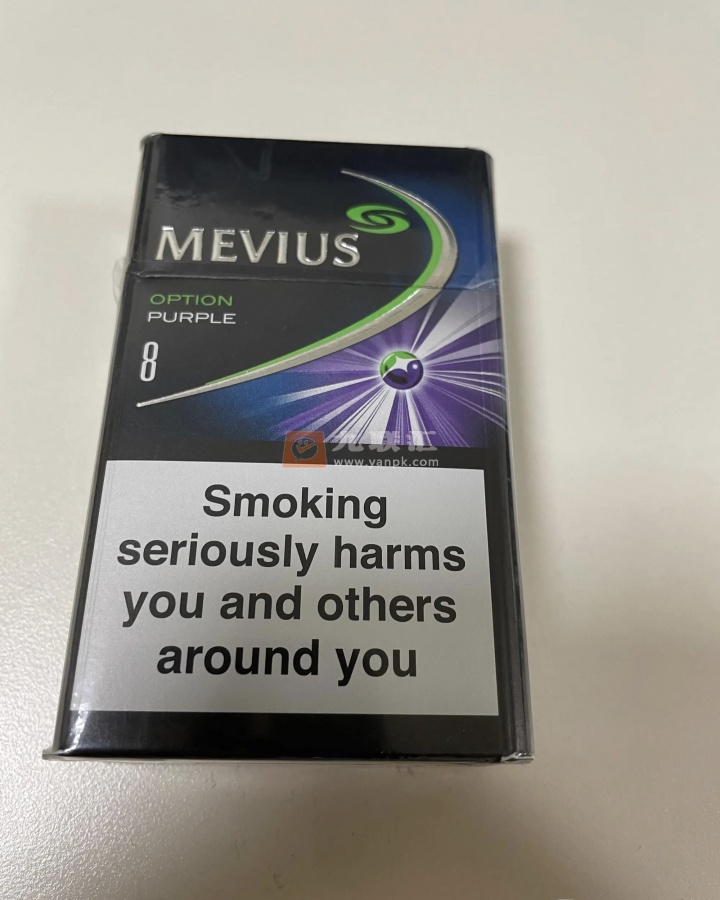 MEVIUS
OPTION
PURPLE
8
www.yanpk.com
Smoking
seriously harms
you and others
around you